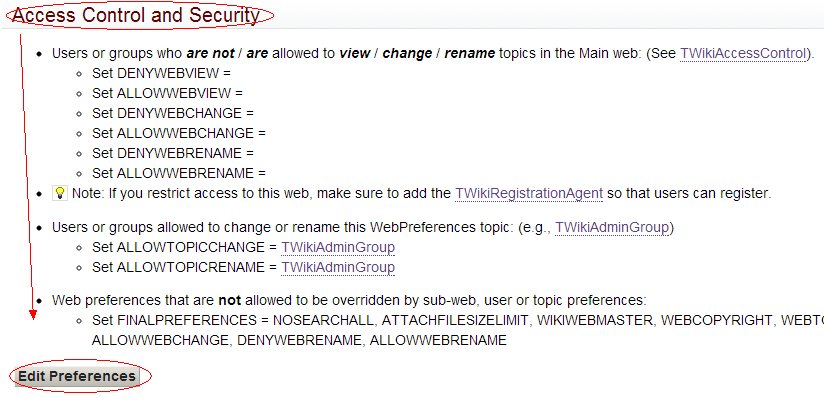 Access Control and Security
Users or groups who are not / are allowed to view / change / rename topics in the Main web: (See TWikiAccessControl).
Set DENYWEBVIEW =
Set ALLOWWEBVIEW =
Set DENYWEBCHANGE =
Set ALLOWWEBCHANGE =
Set DENYWEBRENAME =
Set ALLOWWEBRENAME =
Note: If you restrict access to this web, make sure to add the TWikiRegistrationAgent so that users can register.
Users or groups allowed to change or rename this WebPreferences topic: (e.g., TWikiAdminGroup)
Set ALLOWTOPICCHANGE = TWikiAdminGroup
Set ALLOWTOPICRENAME = TWikiAdminGroup
Web preferences that are not allowed to be overridden by sub-web, user or topic preferences:
Set FINALPREFERENCES = NOSEARCHALL, ATTACHFILESIZELIMIT, WIKIWEBMASTER, WEBCOPYRIGHT,
ALLOWWEBCHANGE, DENYWEBRENAME, ALLOWWEBRENAME
Edit Preferences